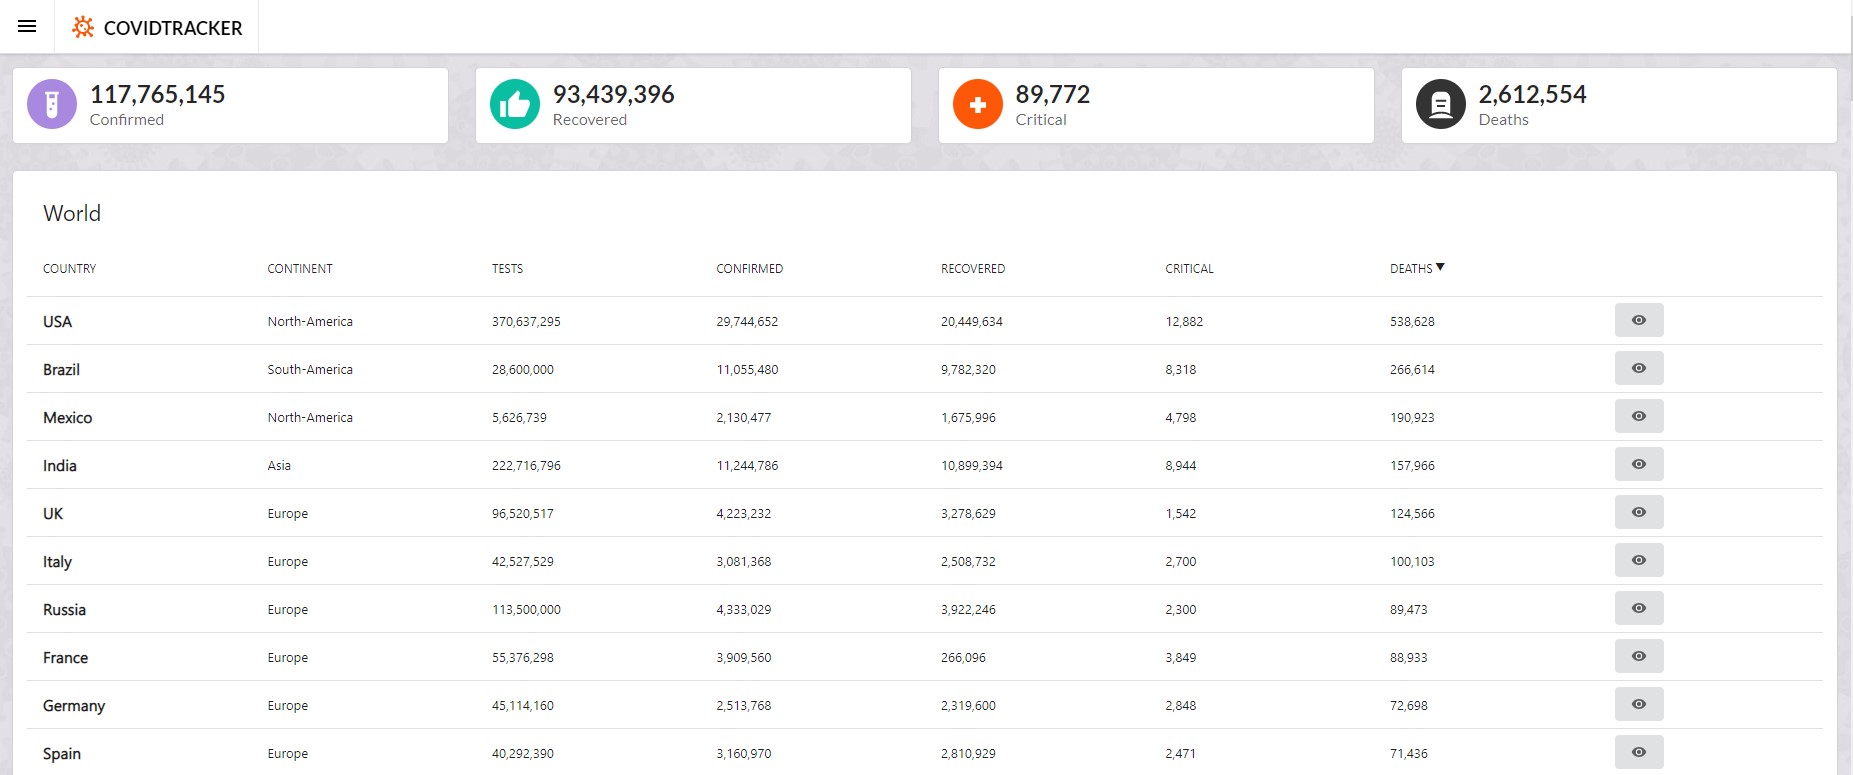 COVIDTRACKER
117,765,145
Confirmed
93,439,396
Recovered
89,772
Critical
2,612,554
Deaths
World
COUNTRY CONTINENT TESTS CONFIRMED RECOVERED CRITICAL DEATHS▼
USA North-America 370,637,295 29,744,652 20,449,634 12,882 538,628
Brazil South-America 28,600,000 11,055,480 9,782,320 8,318 266,614
Mexico North-America 5,626,739 2,130,477 1,675,996 4,798 190,923
India Asia 222,716,796 11,244,786 10,899,394 8,944 157,966
UK Europe 96,520,517 4,223,232 3,278,629 1,542 124,566
Italy Europe 42,527,529 3,081,368 2,508,732 2,700 100,103
Russia Europe 113,500,000 4,333,029 3,922,246 2,300 89,473
France Europe 55,376,298 3,909,560 266,096 3,849 88,933
Germany Europe 45,114,160 2,513,768 2,319,600 2,848 72,698
Spain Europe 40,292,390 3,160,970 2,810,929 2,471 71,436